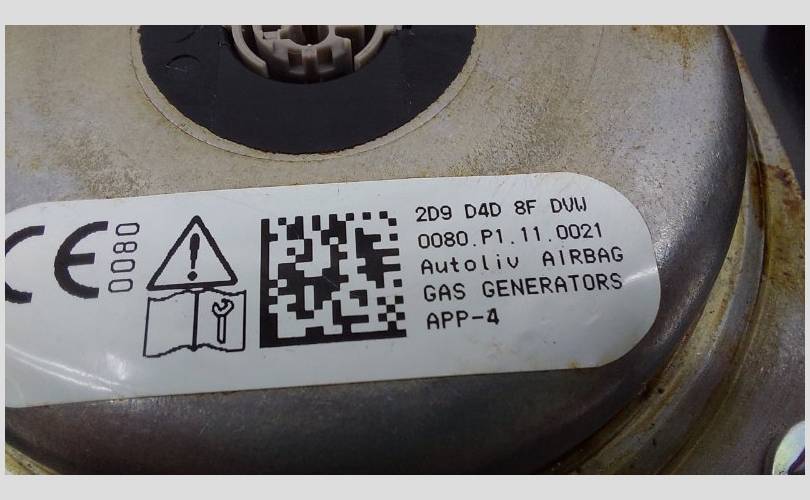 CE 0080
2D9 D4D 8F DVW
0080.P1.11.0021
Autoliv AIRBAG
GAS GENERATORS
APP-4